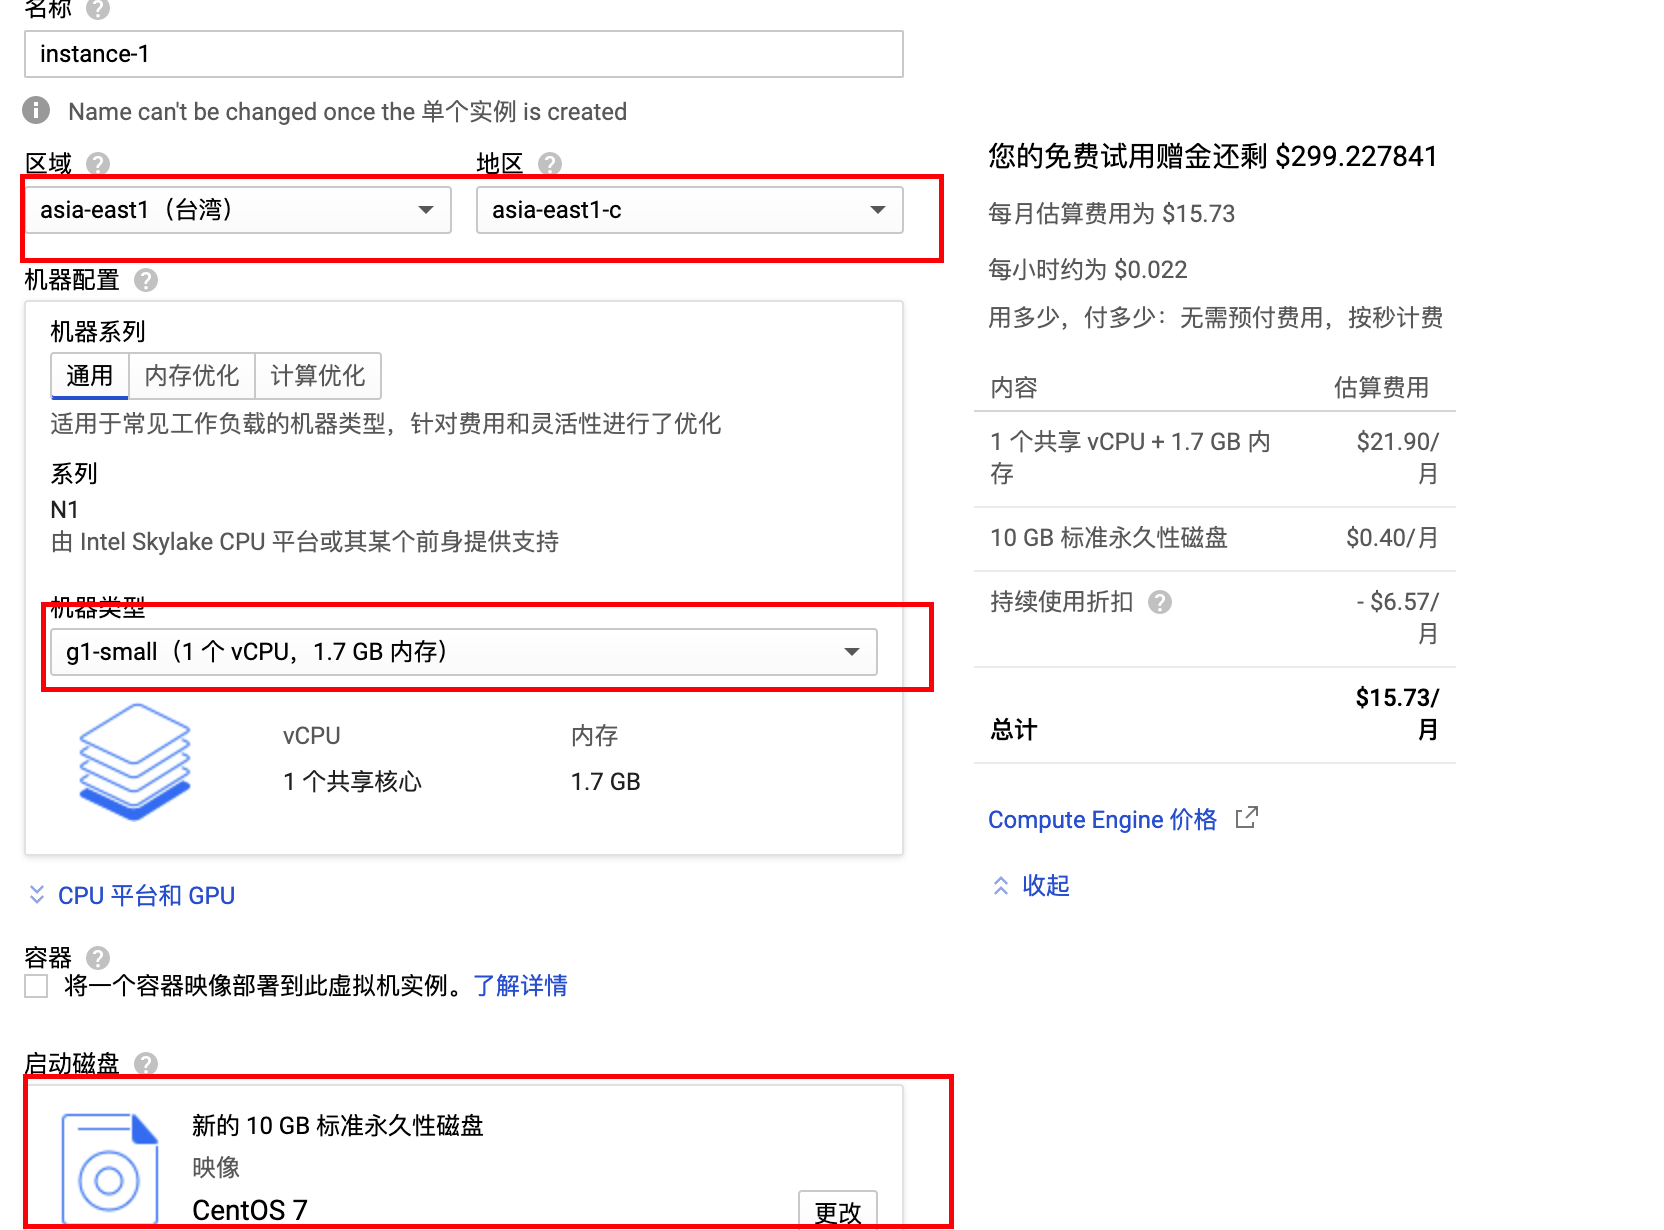 名称
instance-1
Name can't be changed once the 单个实例 is created
区域
地区
asia-east1（台湾）
asia-east1-c
机器配置
机器系列
通用
内存优化
计算优化
适用于常见工作负载的机器类型，针对费用和灵活性进行了优化
系列
N1
由 Intel Skylake CPU 平台或其某个前身提供支持
机器类型
g1-small（1 个 vCPU，1.7 GB 内存）
vCPU
内存
1 个共享核心
1.7 GB
CPU 平台和 GPU
容器
将一个容器映像部署到此虚拟机实例。了解详情
启动磁盘
新的 10 GB 标准永久性磁盘
映像
CentOS 7
更改
您的免费试用赠金还剩 $299.227841
每月估算费用为 $15.73
每小时约为 $0.022
用多少，付多少：无需预付费用，按秒计费
内容
估算费用
1 个共享 vCPU + 1.7 GB 内
存
$21.90/
月
10 GB 标准永久性磁盘
$0.40/月
持续使用折扣
- $6.57/
月
总计
$15.73/
月
Compute Engine 价格
收起